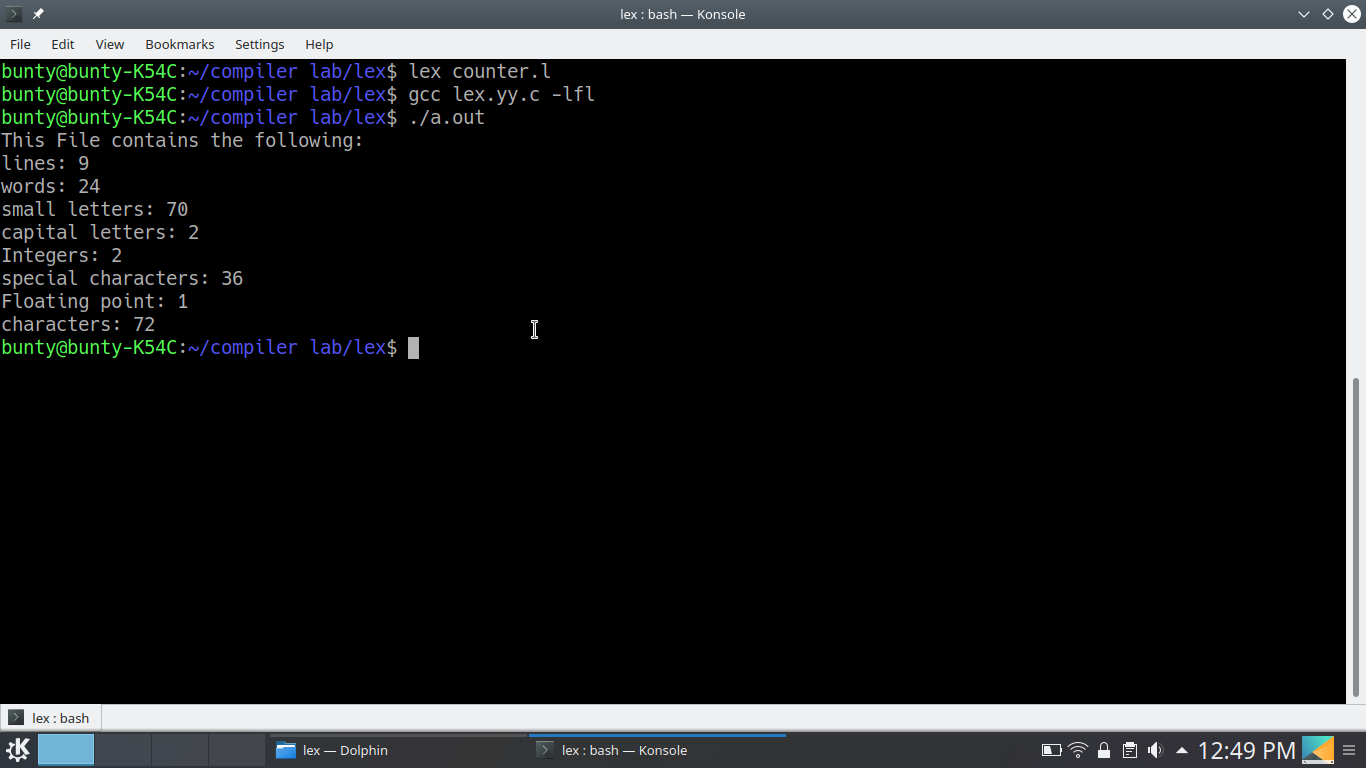 lex : bash — Konsole
File Edit View Bookmarks Settings Help
bunty@bunty-K54C:~/compiler lab/lex$ lex counter.l
bunty@bunty-K54C:~/compiler lab/lex$ gcc lex.yy.c -lfl
bunty@bunty-K54C:~/compiler lab/lex$ ./a.out
This File contains the following:
lines: 9
words: 24
small letters: 70
capital letters: 2
Integers: 2
special characters: 36
Floating point: 1
characters: 72
bunty@bunty-K54C:~/compiler lab/lex$
lex : bash
lex — Dolphin lex : bash — Konsole 12:49 PM